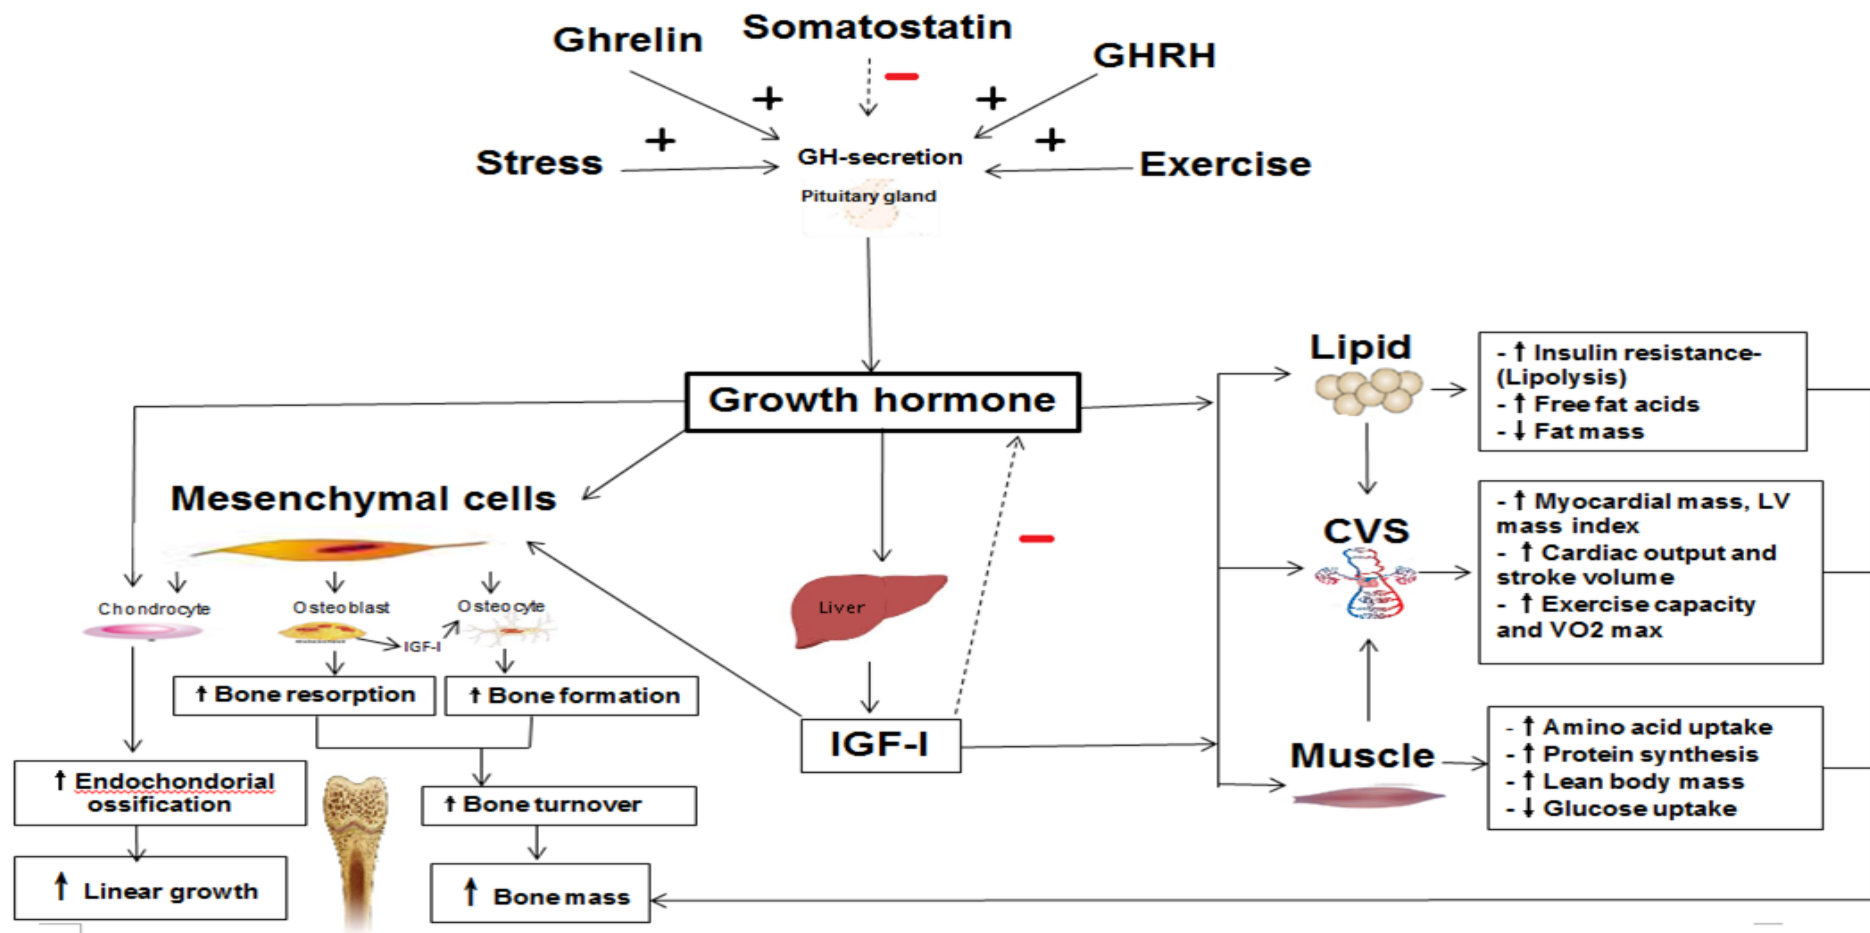 Somatostatin
Ghrelin
GHRH
−
+
+
+
+
Stress
GH-secretion
Exercise
Pituitary gland
Growth hormone
Lipid
- ↑ Insulin resistance-
(Lipolysis)
- ↑ Free fat acids
- ↓ Fat mass
Mesenchymal cells
CVS
- ↑ Myocardial mass, LV
mass index
- ↑ Cardiac output and
stroke volume
- ↑ Exercise capacity
and VO2 max
−
Chondrocyte
Osteoblast
Osteocyte
IGF-I
Liver
↑ Bone resorption
↑ Bone formation
IGF-I
Muscle
- ↑ Amino acid uptake
- ↑ Protein synthesis
- ↑ Lean body mass
- ↓ Glucose uptake
↑ Endochondorial
ossification
↑ Bone turnover
↑ Linear growth
↑ Bone mass